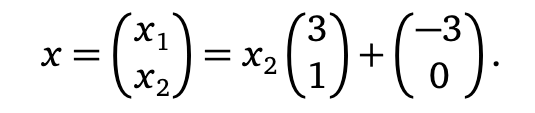 x = (x₁ x₂) = x₂ (3 1) + (−3 0).